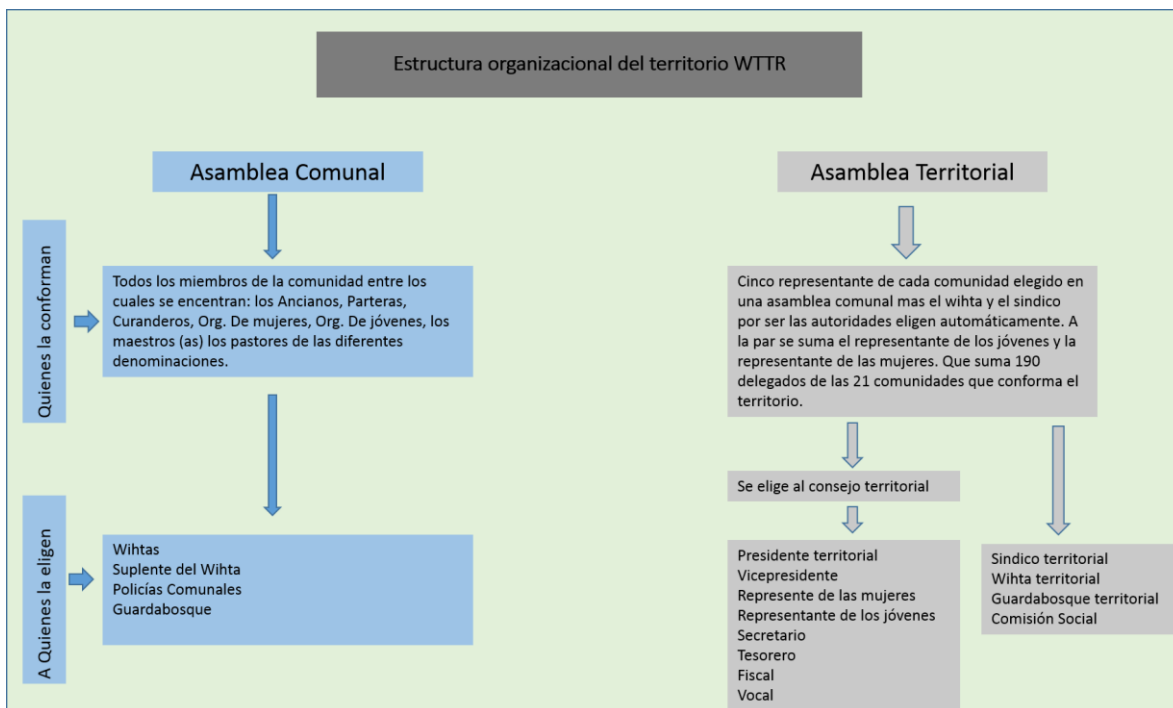 Estructura organizacional del territorio WTTR
Asamblea Comunal
Quienes la conforman
Todos los miembros de la comunidad entre los
cuales se encentran: los Ancianos, Parteras,
Curanderos, Org. De mujeres, Org. De jóvenes, los
maestros (as) los pastores de las diferentes
denominaciones.
A Quienes la eligen
Wihtas
Suplente del Wihta
Policías Comunales
Guardabosque
Asamblea Territorial
Cinco representante de cada comunidad elegido en
una asamblea comunal mas el wihta y el sindico
por ser las autoridades eligen automáticamente. A
la par se suma el representante de los jóvenes y la
representante de las mujeres. Que suma 190
delegados de las 21 comunidades que conforma el
territorio.
Se elige al consejo territorial
Presidente territorial
Vicepresidente
Represente de las mujeres
Representante de los jóvenes
Secretario
Tesorero
Fiscal
Vocal
Sindico territorial
Wihta territorial
Guardabosque territorial
Comisión Social